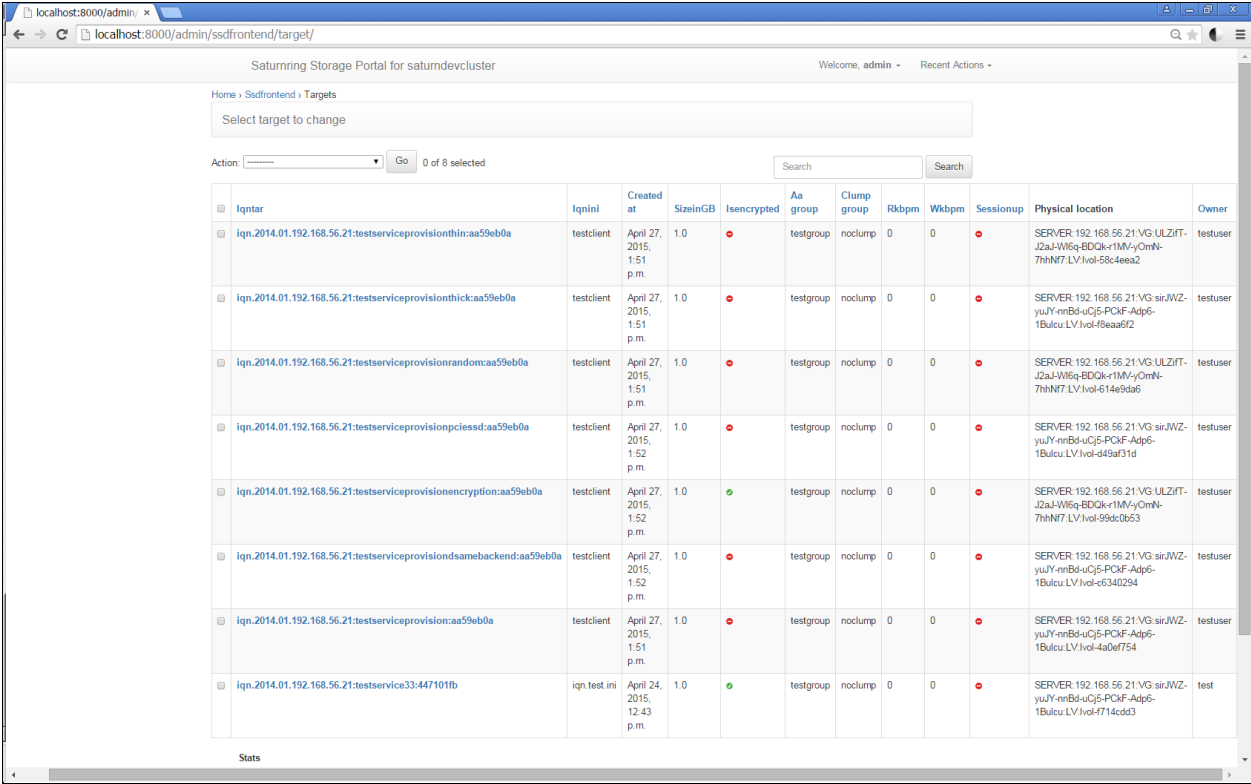 localhost:8000/admin/ ×
localhost:8000/admin/ssdfrontend/target/
Saturnring Storage Portal for saturndevcluster Welcome, admin Recent Actions
Home › Ssdfrontend › Targets
Select target to change
Action: --------- Go 0 of 8 selected Search Search
Iqntar Iqnini Created at SizeinGB Isencrypted Aa group Clump group Rkbpm Wkbpm Sessionup Physical location Owner
iqn.2014.01.192.168.56.21:testserviceprovisionthin:aa59eb0a testclient April 27, 1.0 testgroup noclump 0 0 SERVER:192.168.56.21:VG:ULZifT- testuser
2015, J2aJ-WI6q-BDQk-r1MV-yOmN-
1:51 7hhNf7:LV:lvol-58c4eea2
p.m.
iqn.2014.01.192.168.56.21:testserviceprovisionthick:aa59eb0a testclient April 27, 1.0 testgroup noclump 0 0 SERVER:192.168.56.21:VG:sirJWZ- testuser
2015, yuJY-nnBd-uCj5-PCkF-Adp6-
1:51 1Bulcu:LV:lvol-f8eaa6f2
p.m.
iqn.2014.01.192.168.56.21:testserviceprovisionrandom:aa59eb0a testclient April 27, 1.0 testgroup noclump 0 0 SERVER:192.168.56.21:VG:ULZifT- testuser
2015, J2aJ-WI6q-BDQk-r1MV-yOmN-
1:51 7hhNf7:LV:lvol-614e9da6
p.m.
iqn.2014.01.192.168.56.21:testserviceprovisionpciessd:aa59eb0a testclient April 27, 1.0 testgroup noclump 0 0 SERVER:192.168.56.21:VG:sirJWZ- testuser
2015, yuJY-nnBd-uCj5-PCkF-Adp6-
1:52 1Bulcu:LV:lvol-d49af31d
p.m.
iqn.2014.01.192.168.56.21:testserviceprovisionencryption:aa59eb0a testclient April 27, 1.0 testgroup noclump 0 0 SERVER:192.168.56.21:VG:ULZifT- testuser
2015, J2aJ-WI6q-BDQk-r1MV-yOmN-
1:52 7hhNf7:LV:lvol-99dc0b53
p.m.
iqn.2014.01.192.168.56.21:testserviceprovisiondsamebackend:aa59eb0a testclient April 27, 1.0 testgroup noclump 0 0 SERVER:192.168.56.21:VG:sirJWZ- testuser
2015, yuJY-nnBd-uCj5-PCkF-Adp6-
1:52 1Bulcu:LV:lvol-c6340294
p.m.
iqn.2014.01.192.168.56.21:testserviceprovision:aa59eb0a testclient April 27, 1.0 testgroup noclump 0 0 SERVER:192.168.56.21:VG:sirJWZ- testuser
2015, yuJY-nnBd-uCj5-PCkF-Adp6-
1:51 1Bulcu:LV:lvol-4a0ef754
p.m.
iqn.2014.01.192.168.56.21:testservice33:447101fb iqn.test.ini April 24, 1.0 testgroup noclump 0 0 SERVER:192.168.56.21:VG:sirJWZ- test
2015, yuJY-nnBd-uCj5-PCkF-Adp6-
12:43 1Bulcu:LV:lvol-f714cdd3
p.m.
Stats